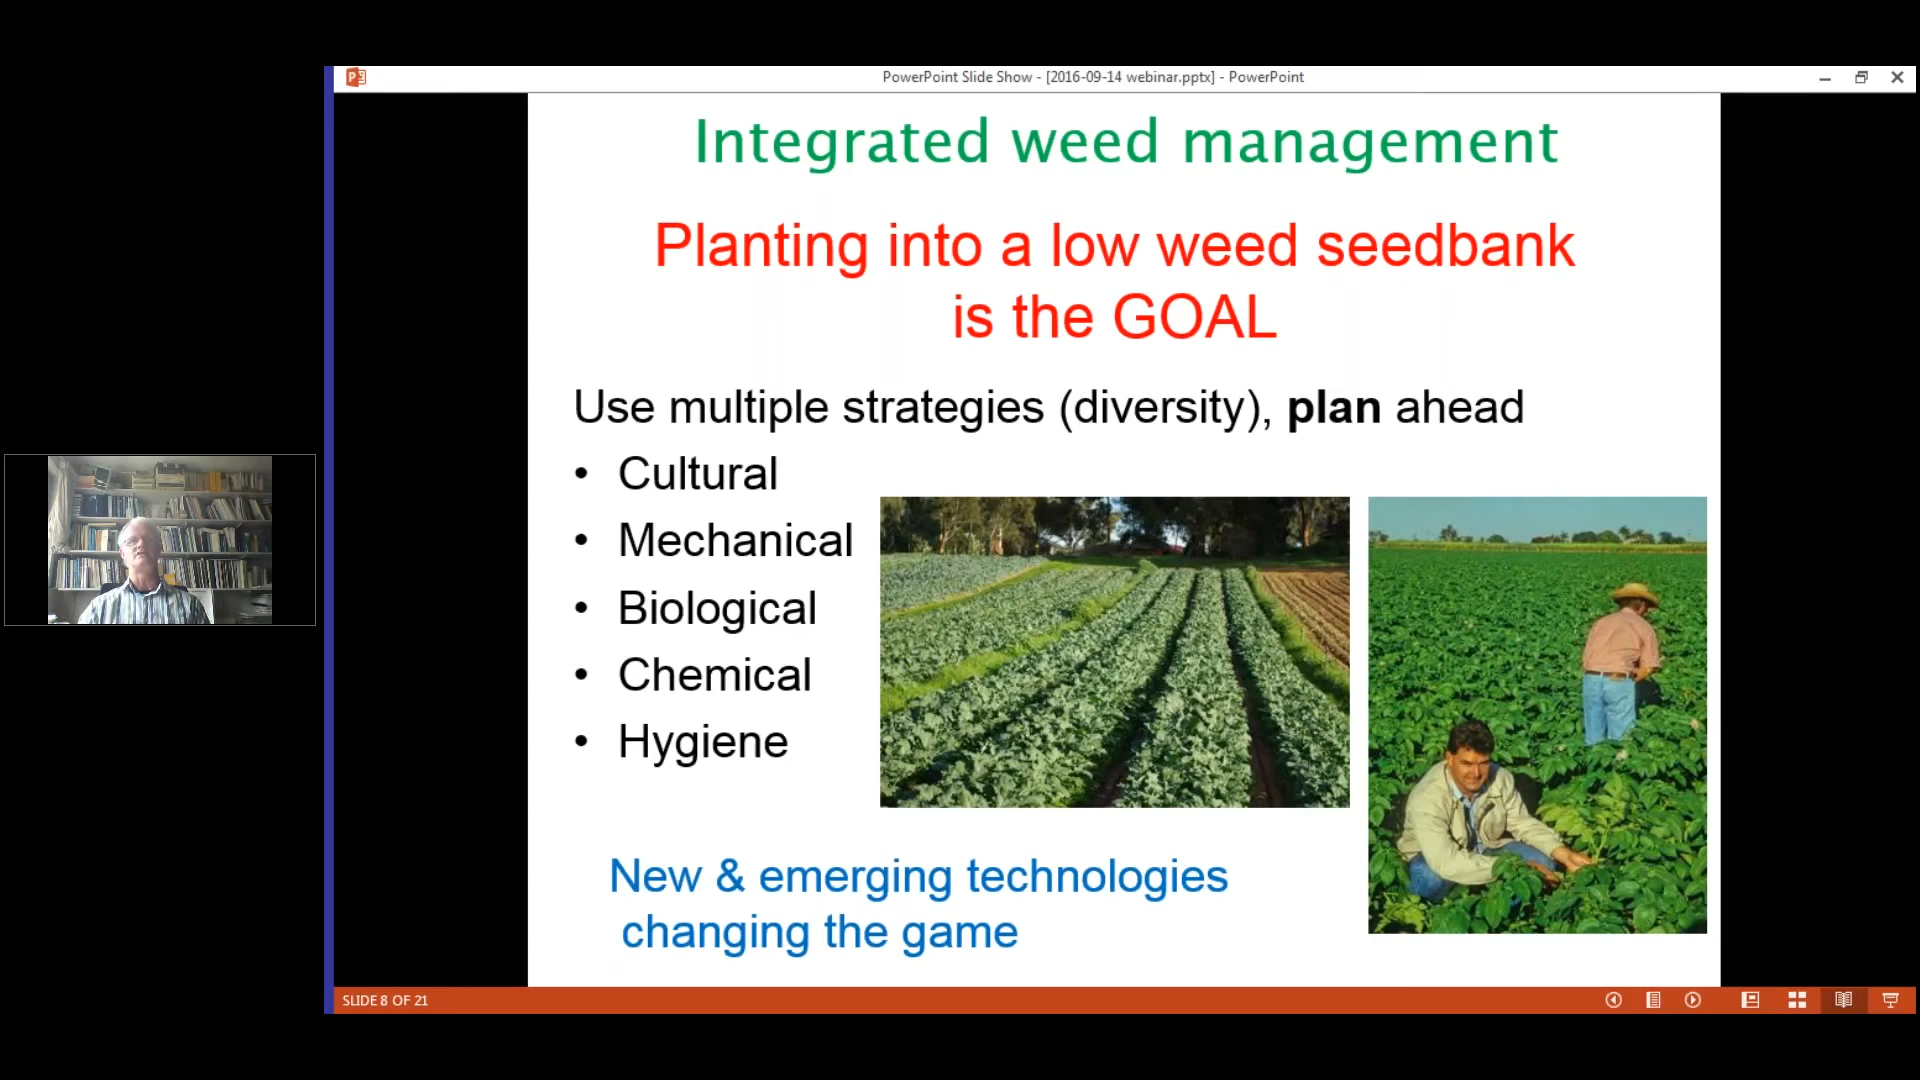 PowerPoint Slide Show - [2016-09-14 webinar.pptx] - PowerPoint
Integrated weed management
Planting into a low weed seedbank
is the GOAL
Use multiple strategies (diversity), plan ahead
• Cultural
• Mechanical
• Biological
• Chemical
• Hygiene
New & emerging technologies
changing the game
SLIDE 8 OF 21